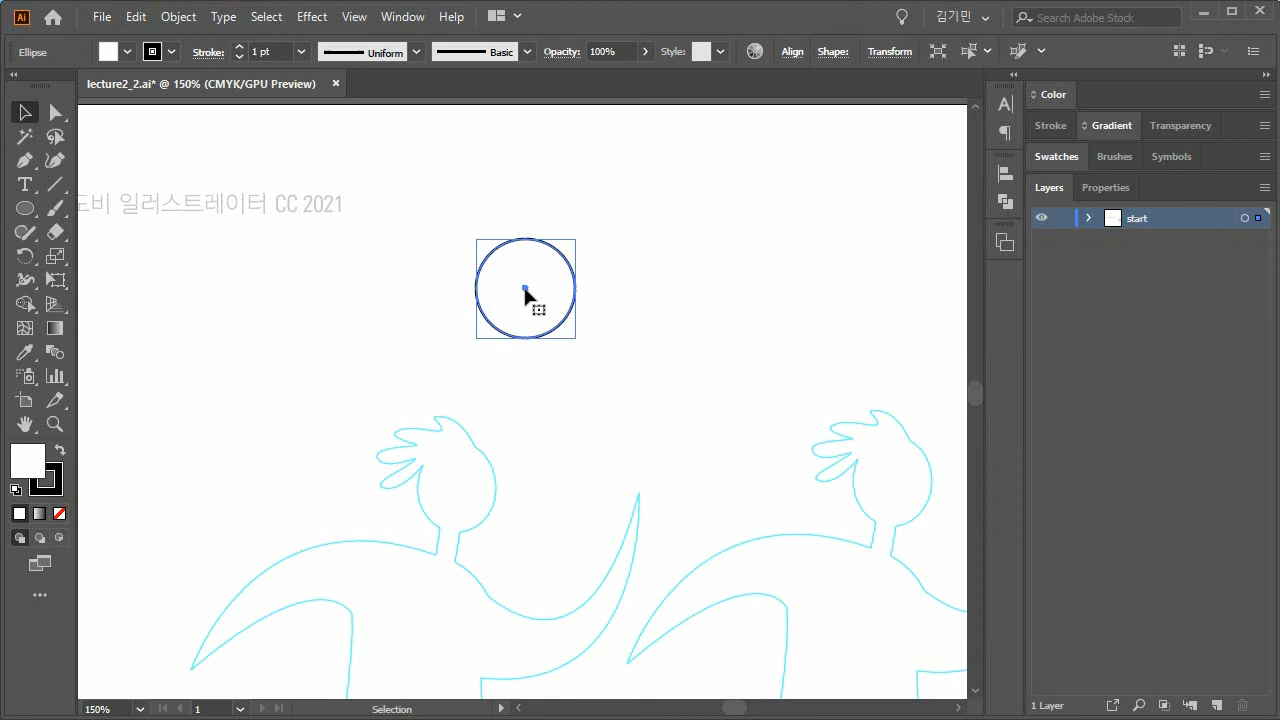 Ai File Edit Object Type Select Effect View Window Help 김기민 Search Adobe Stock
Ellipse Stroke: 1 pt Uniform Basic Opacity: 100% Style: Align Shape: Transform
lecture2_2.ai* @ 150% (CMYK/GPU Preview) ×
Color
Stroke Gradient Transparency
Swatches Brushes Symbols
Layers Properties
start
도비 일러스트레이터 CC 2021
150% 1 Selection
1 Layer